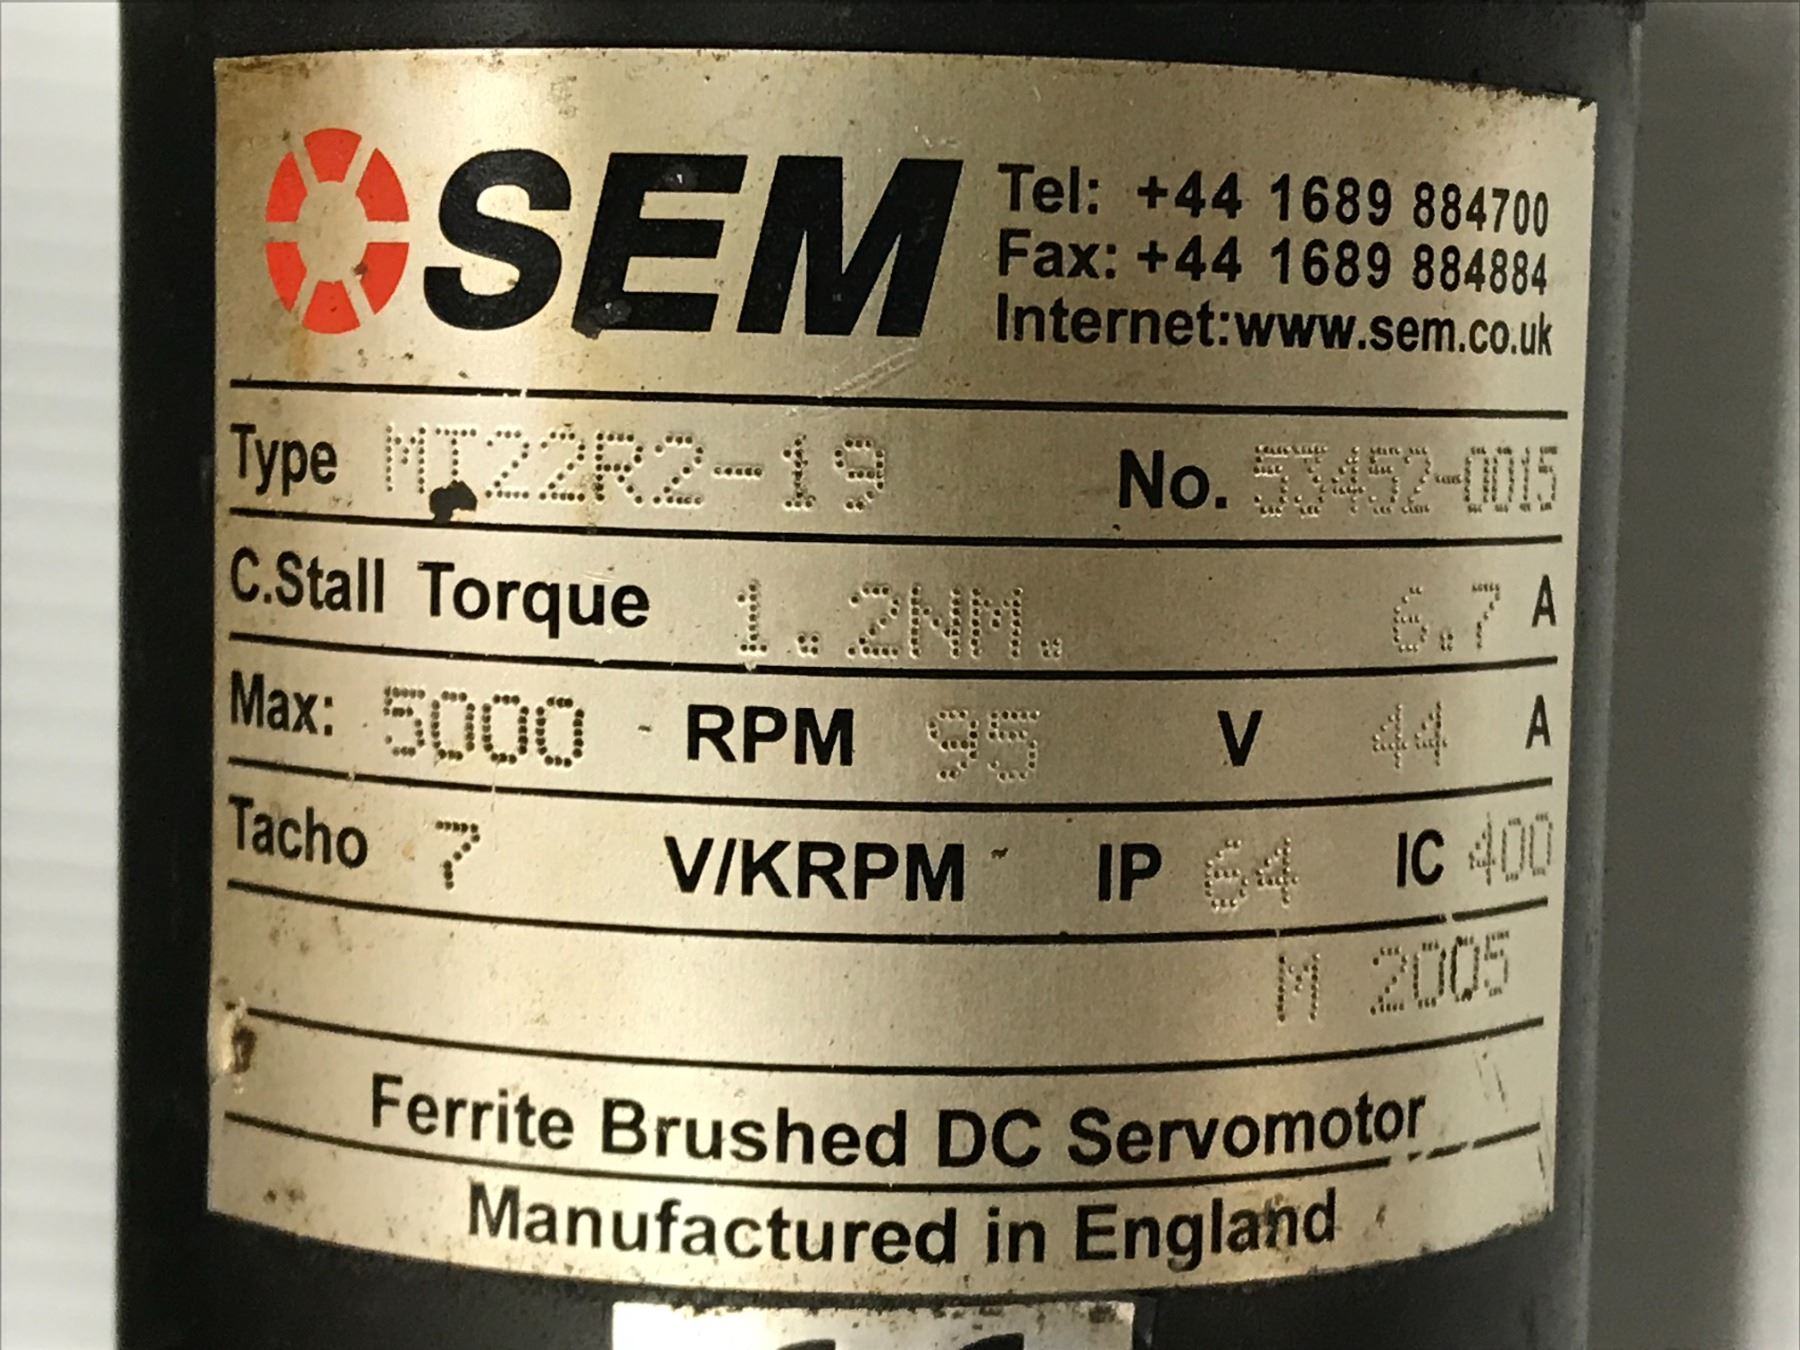 SEM
Tel: +44 1689 884700
Fax: +44 1689 884884
Internet:www.sem.co.uk
Type MT22R2-19 No. 53452-0015
C.Stall Torque 1.2NM. 6.7 A
Max: 5000 RPM 95 V 44 A
Tacho 7 V/KRPM IP 64 IC 400
M 2005
Ferrite Brushed DC Servomotor
Manufactured in England